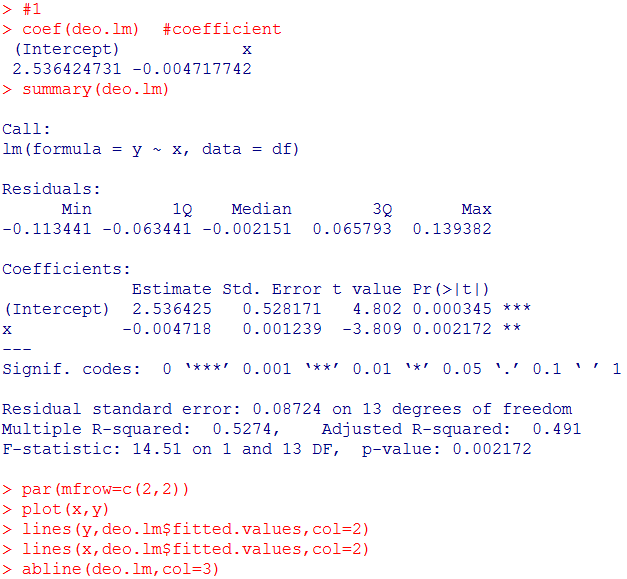 > #1
> coef(deo.lm)  #coefficient
 (Intercept)            x
 2.536424731 -0.004717742
> summary(deo.lm)
Call:
lm(formula = y ~ x, data = df)
Residuals:
      Min        1Q    Median        3Q       Max
-0.113441 -0.063441 -0.002151  0.065793  0.139382
Coefficients:
             Estimate Std. Error t value Pr(>|t|)
(Intercept)  2.536425   0.528171   4.802 0.000345 ***
x           -0.004718   0.001239  -3.809 0.002172 **
---
Signif. codes:  0 ‘***’ 0.001 ‘**’ 0.01 ‘*’ 0.05 ‘.’ 0.1 ‘ ’ 1
Residual standard error: 0.08724 on 13 degrees of freedom
Multiple R-squared:  0.5274,    Adjusted R-squared:  0.491
F-statistic: 14.51 on 1 and 13 DF,  p-value: 0.002172
> par(mfrow=c(2,2))
> plot(x,y)
> lines(y,deo.lm$fitted.values,col=2)
> lines(x,deo.lm$fitted.values,col=2)
> abline(deo.lm,col=3)